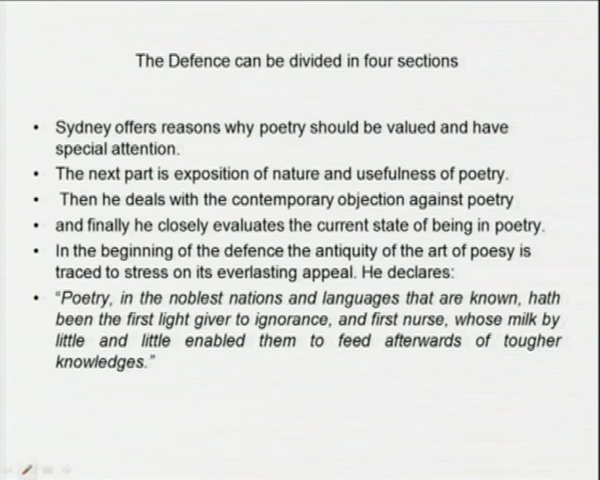 The Defence can be divided in four sections
• Sydney offers reasons why poetry should be valued and have
special attention.
• The next part is exposition of nature and usefulness of poetry.
• Then he deals with the contemporary objection against poetry
• and finally he closely evaluates the current state of being in poetry.
• In the beginning of the defence the antiquity of the art of poesy is
traced to stress on its everlasting appeal. He declares:
• “Poetry, in the noblest nations and languages that are known, hath
been the first light giver to ignorance, and first nurse, whose milk by
little and little enabled them to feed afterwards of tougher
knowledges.”